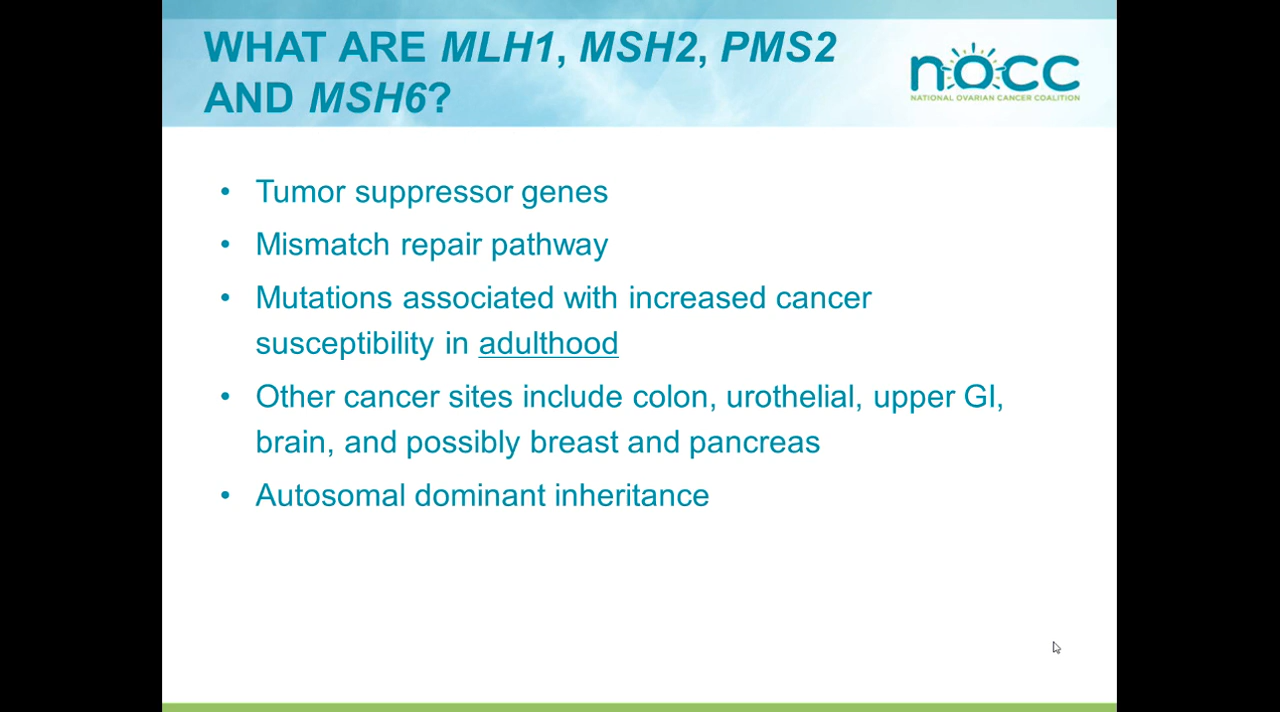 WHAT ARE MLH1, MSH2, PMS2
AND MSH6?
nocc
NATIONAL OVARIAN CANCER COALITION
• Tumor suppressor genes
• Mismatch repair pathway
• Mutations associated with increased cancer
susceptibility in adulthood
• Other cancer sites include colon, urothelial, upper GI,
brain, and possibly breast and pancreas
• Autosomal dominant inheritance